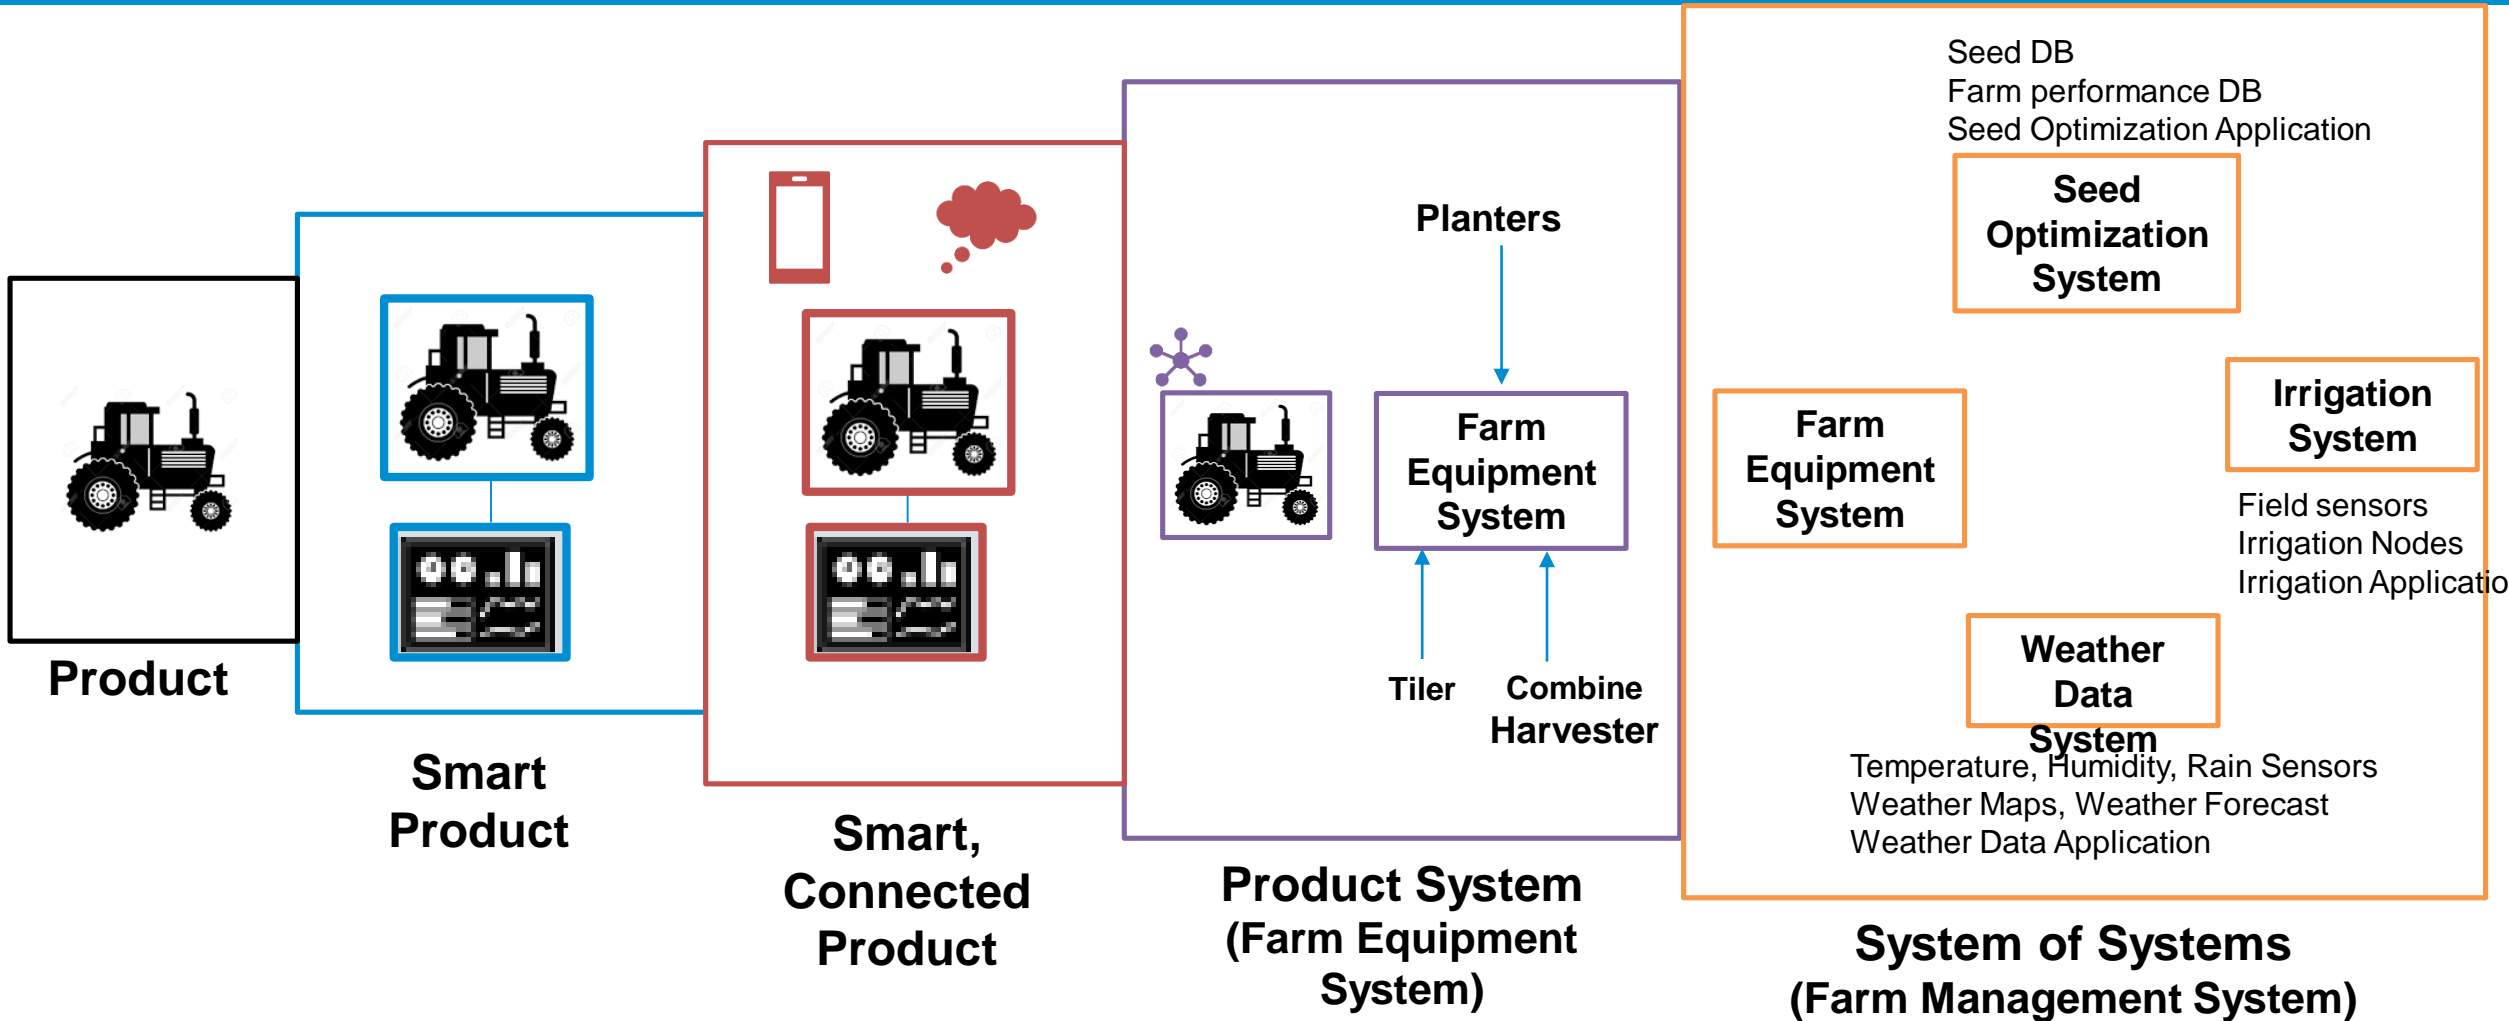 Product
Smart
Product
Smart,
Connected
Product
Planters
Farm
Equipment
System
Tiler
Combine
Harvester
Product System
(Farm Equipment
System)
Seed DB
Farm performance DB
Seed Optimization Application
Seed
Optimization
System
Farm
Equipment
System
Irrigation
System
Field sensors
Irrigation Nodes
Irrigation Applicatio
Weather
Data
System
Temperature, Humidity, Rain Sensors
Weather Maps, Weather Forecast
Weather Data Application
System of Systems
(Farm Management System)